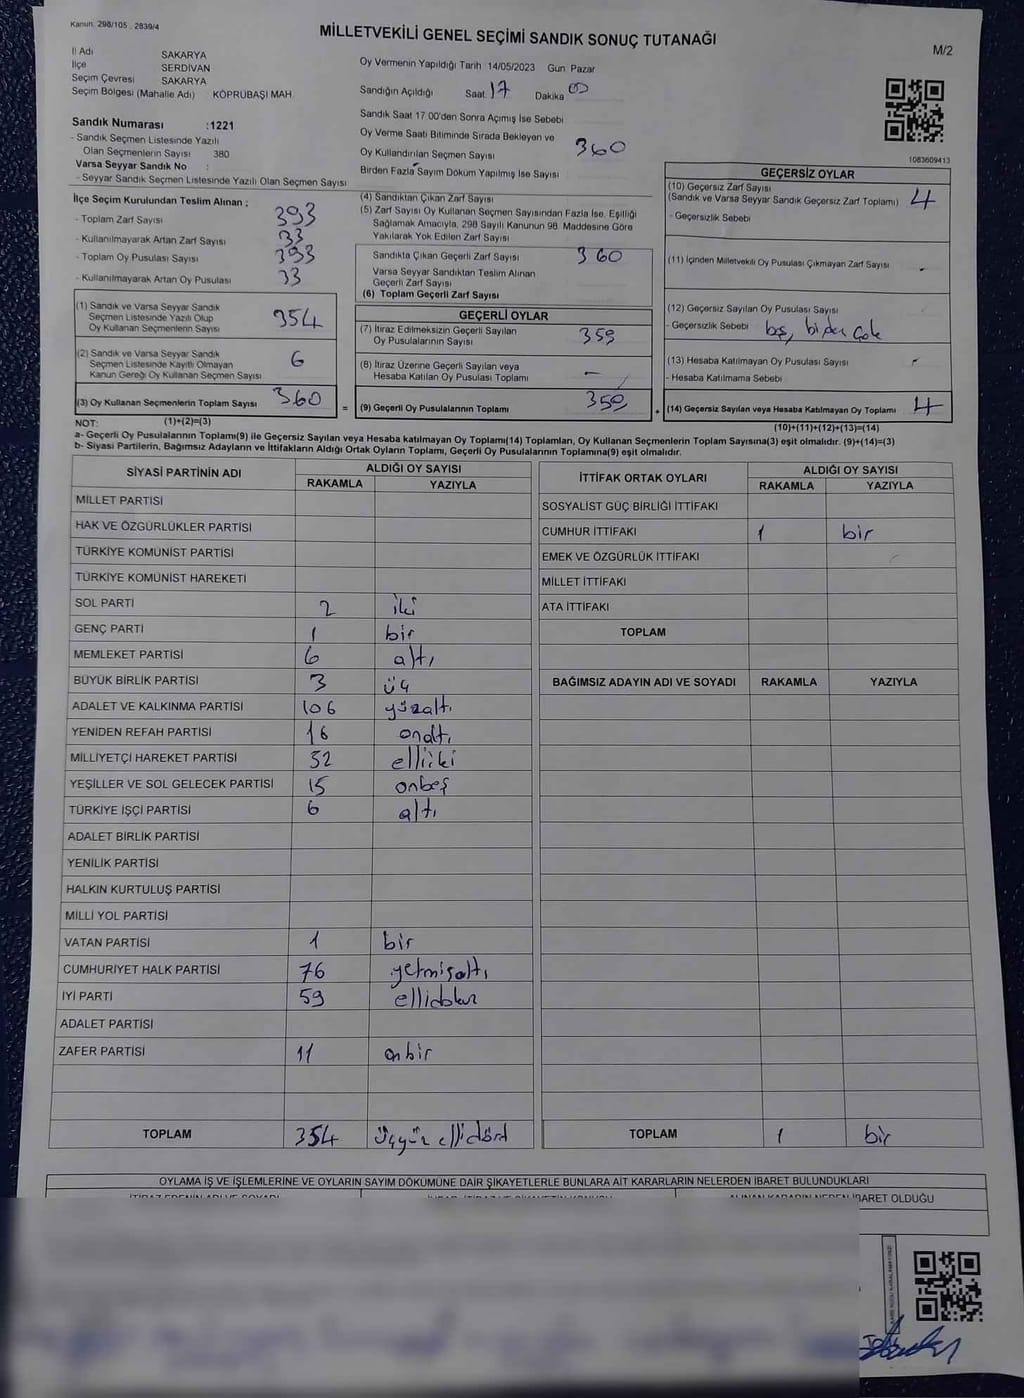 Kanun: 298/105 , 2839/4
MİLLETVEKİLİ GENEL SEÇİMİ SANDIK SONUÇ TUTANAĞI
M/2
İl Adı SAKARYA
İlçe SERDİVAN
Seçim Çevresi SAKARYA
Seçim Bölgesi (Mahalle Adı) KÖPRÜBAŞI MAH.
Sandık Numarası :1221
- Sandık Seçmen Listesinde Yazılı
Olan Seçmenlerin Sayısı 380
Varsa Seyyar Sandık No :
- Seyyar Sandık Seçmen Listesinde Yazılı Olan Seçmen Sayısı
Oy Vermenin Yapıldığı Tarih 14/05/2023 Gün Pazar
Sandığın Açıldığı Saat 17 Dakika 00
Sandık Saat 17 00'den Sonra Açımış İse Sebebi
Oy Verme Saati Bitiminde Sırada Bekleyen ve
Oy Kullandırılan Seçmen Sayısı 360
Birden Fazla Sayım Döküm Yapılmış İse Sayısı
1083609413
İlçe Seçim Kurulundan Teslim Alınan ;
- Toplam Zarf Sayısı 393
- Kullanılmayarak Artan Zarf Sayısı 33
- Toplam Oy Pusulası Sayısı 393
- Kullanılmayarak Artan Oy Pusulası 33
(1) Sandık ve Varsa Seyyar Sandık
Seçmen Listesinde Yazılı Olup
Oy Kullanan Seçmenlerin Sayısı 354
(2) Sandık ve Varsa Seyyar Sandık
Seçmen Listesinde Kayıtlı Olmayan
Kanun Gereği Oy Kullanan Seçmen Sayısı 6
(3) Oy Kullanan Seçmenlerin Toplam Sayısı 360 =
(1)+(2)=(3)
(4) Sandıktan Çıkan Zarf Sayısı
(5) Zarf Sayısı Oy Kullanan Seçmen Sayısından Fazla İse, Eşitliği
Sağlamak Amacıyla, 298 Sayılı Kanunun 98. Maddesine Göre
Yakılarak Yok Edilen Zarf Sayısı
Sandıkta Çıkan Geçerli Zarf Sayısı 360
Varsa Seyyar Sandıktan Teslim Alınan
Geçerli Zarf Sayısı
(6) Toplam Geçerli Zarf Sayısı
GEÇERLİ OYLAR
(7) İtiraz Edilmeksizin Geçerli Sayılan
Oy Pusulalarının Sayısı 359
(8) İtiraz Üzerine Geçerli Sayılan veya
Hesaba Katılan Oy Pusulası Toplamı -
(9) Geçerli Oy Pusulalarının Toplamı 359 +
GEÇERSİZ OYLAR
(10) Geçersiz Zarf Sayısı
(Sandık ve Varsa Seyyar Sandık Geçersiz Zarf Toplamı) 4
- Geçersizlik Sebebi
(11) İçinden Milletvekili Oy Pusulası Çıkmayan Zarf Sayısı
(12) Geçersiz Sayılan Oy Pusulası Sayısı
- Geçersizlik Sebebi boş, birden çok
(13) Hesaba Katılmayan Oy Pusulası Sayısı
- Hesaba Katılmama Sebebi
(14) Geçersiz Sayılan veya Hesaba Katılmayan Oy Toplamı 4
(10)+(11)+(12)+(13)=(14)
NOT:
a- Geçerli Oy Pusulalarının Toplamı(9) ile Geçersiz Sayılan veya Hesaba katılmayan Oy Toplamı(14) Toplamları, Oy Kullanan Seçmenlerin Toplam Sayısına(3) eşit olmalıdır. (9)+(14)=(3)
b- Siyasi Partilerin, Bağımsız Adayların ve İttifakların Aldığı Ortak Oyların Toplamı, Geçerli Oy Pusulalarının Toplamına(9) eşit olmalıdır.
SİYASİ PARTİNİN ADI ALDIĞI OY SAYISI
RAKAMLA YAZIYLA
MİLLET PARTİSİ
HAK VE ÖZGÜRLÜKLER PARTİSİ
TÜRKİYE KOMÜNİST PARTİSİ
TÜRKİYE KOMÜNİST HAREKETİ
SOL PARTİ 2 iki
GENÇ PARTİ 1 bir
MEMLEKET PARTİSİ 6 altı
BÜYÜK BİRLİK PARTİSİ 3 üç
ADALET VE KALKINMA PARTİSİ 106 yüzaltı
YENİDEN REFAH PARTİSİ 16 onaltı
MİLLİYETÇİ HAREKET PARTİSİ 52 elliiki
YEŞİLLER VE SOL GELECEK PARTİSİ 15 onbeş
TÜRKİYE İŞÇİ PARTİSİ 6 altı
ADALET BİRLİK PARTİSİ
YENİLİK PARTİSİ
HALKIN KURTULUŞ PARTİSİ
MİLLİ YOL PARTİSİ
VATAN PARTİSİ 1 bir
CUMHURİYET HALK PARTİSİ 76 yetmişaltı
İYİ PARTİ 59 ellidokuz
ADALET PARTİSİ
ZAFER PARTİSİ 11 onbir
TOPLAM 354 üçyüz ellidört
İTTİFAK ORTAK OYLARI ALDIĞI OY SAYISI
RAKAMLA YAZIYLA
SOSYALİST GÜÇ BİRLİĞİ İTTİFAKI
CUMHUR İTTİFAKI 1 bir
EMEK VE ÖZGÜRLÜK İTTİFAKI
MİLLET İTTİFAKI
ATA İTTİFAKI
TOPLAM
BAĞIMSIZ ADAYIN ADI VE SOYADI RAKAMLA YAZIYLA
TOPLAM 1 bir
OYLAMA İŞ VE İŞLEMLERİNE VE OYLARIN SAYIM DÖKÜMÜNE DAİR ŞİKAYETLERLE BUNLARA AİT KARARLARIN NELERDEN İBARET BULUNDUKLARI
ALINAN KARARIN NEDEN İBARET OLDUĞU